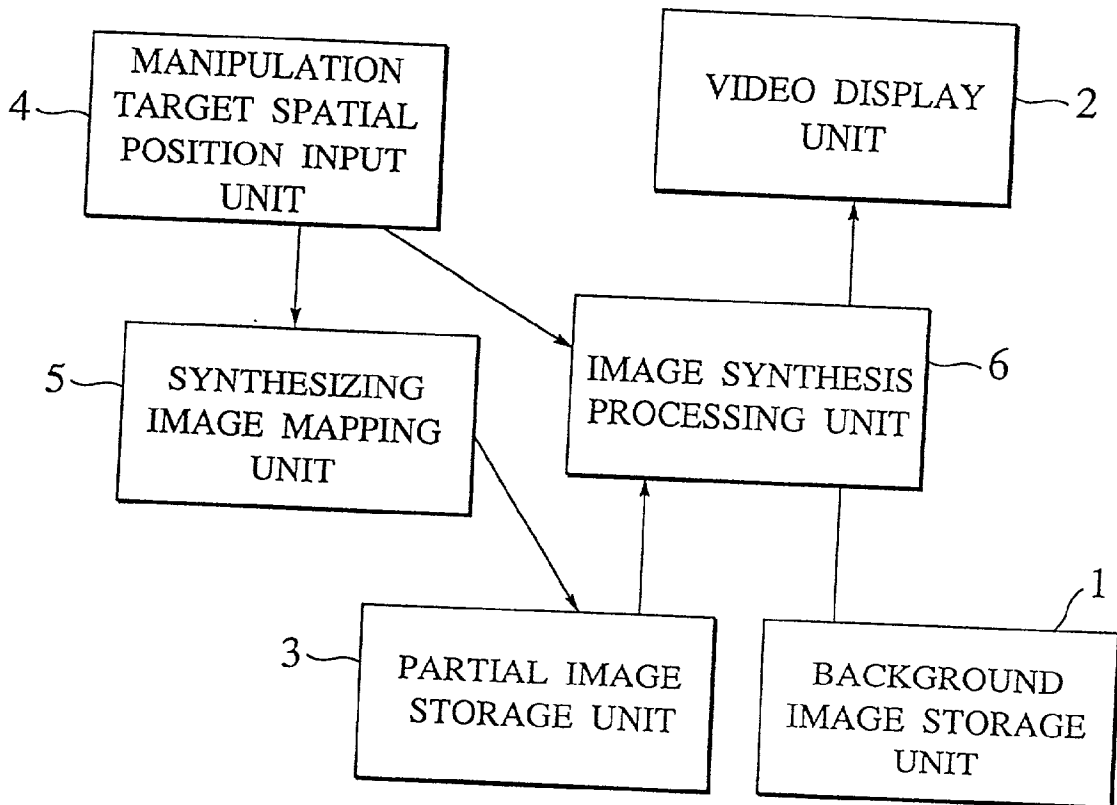 MANIPULATION
TARGET SPATIAL
POSITION INPUT
UNIT
4
VIDEO DISPLAY
UNIT
2
SYNTHESIZING
IMAGE MAPPING
UNIT
5
IMAGE SYNTHESIS
PROCESSING UNIT
6
PARTIAL IMAGE
STORAGE UNIT
3
BACKGROUND
IMAGE STORAGE
UNIT
1